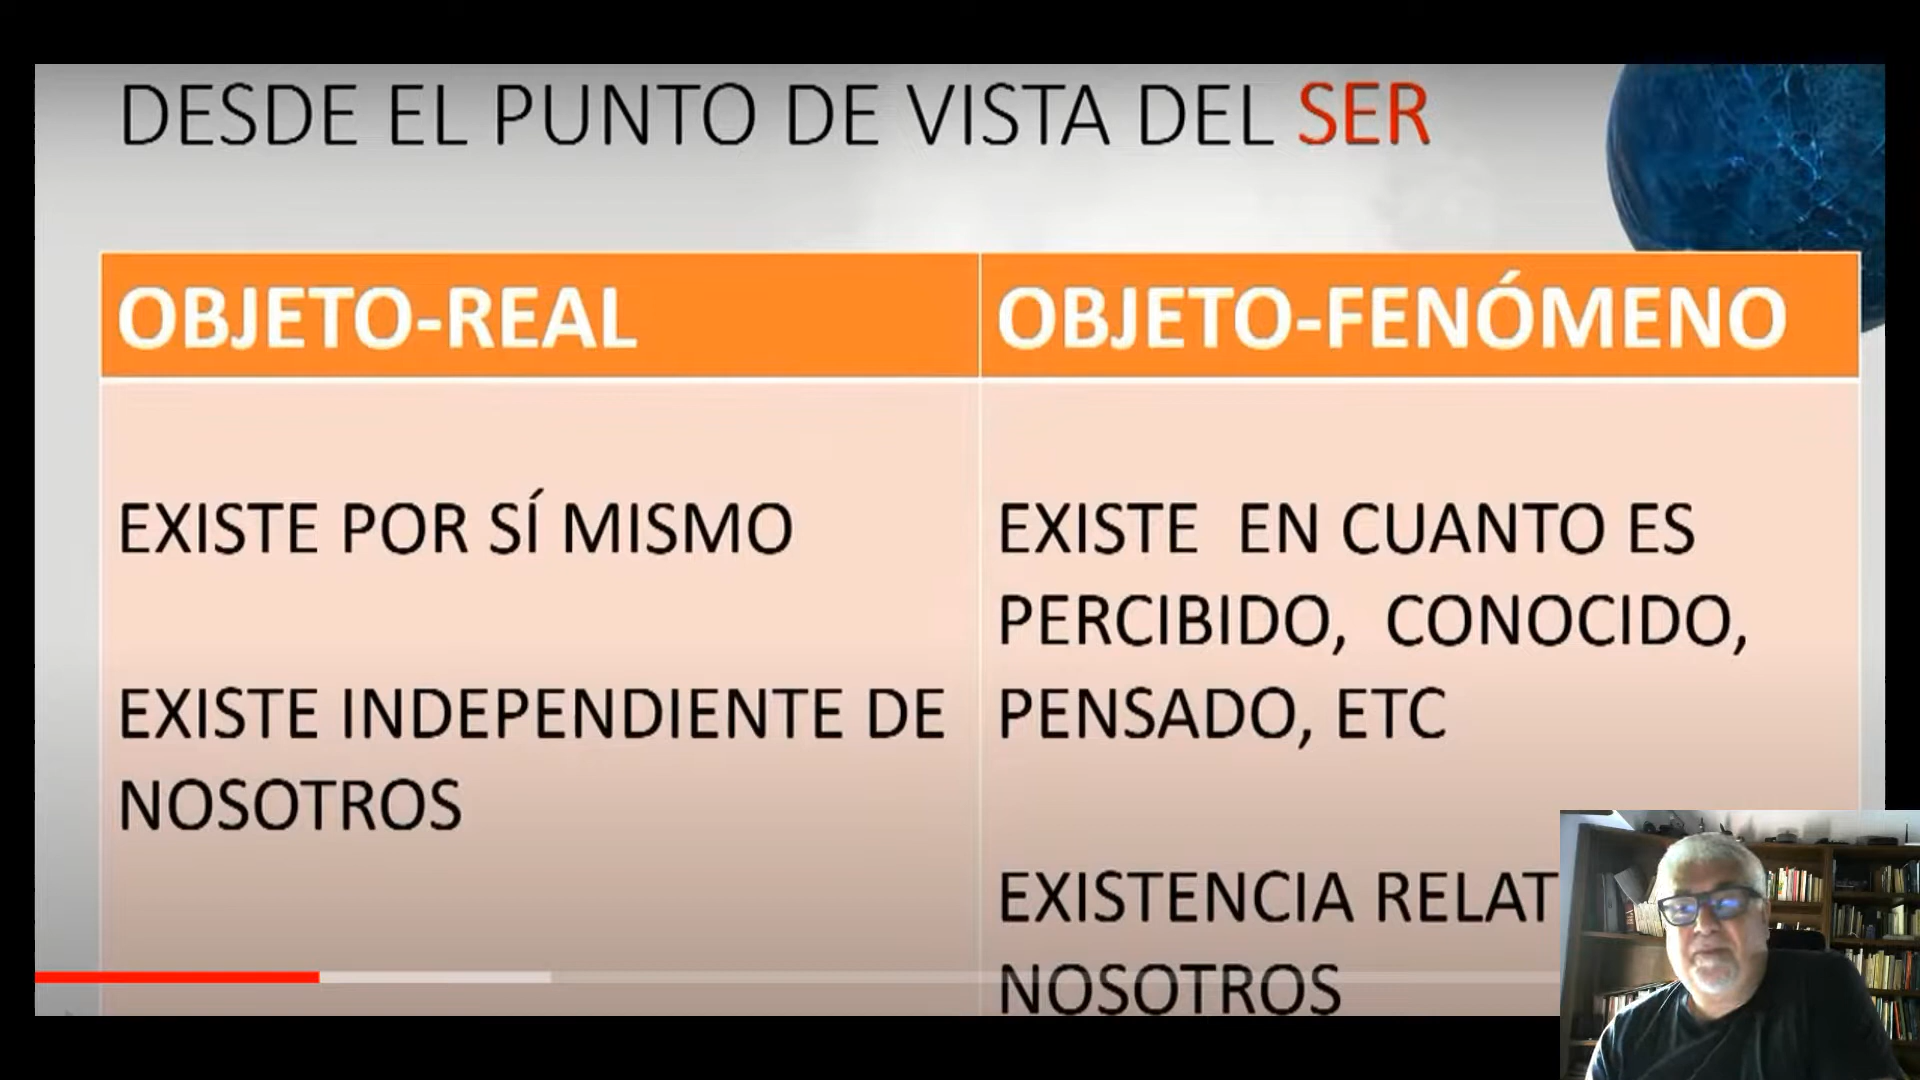 DESDE EL PUNTO DE VISTA DEL SER
OBJETO-REAL
EXISTE POR SÍ MISMO
EXISTE INDEPENDIENTE DE
NOSOTROS
OBJETO-FENÓMENO
EXISTE EN CUANTO ES
PERCIBIDO, CONOCIDO,
PENSADO, ETC
EXISTENCIA RELAT
NOSOTROS